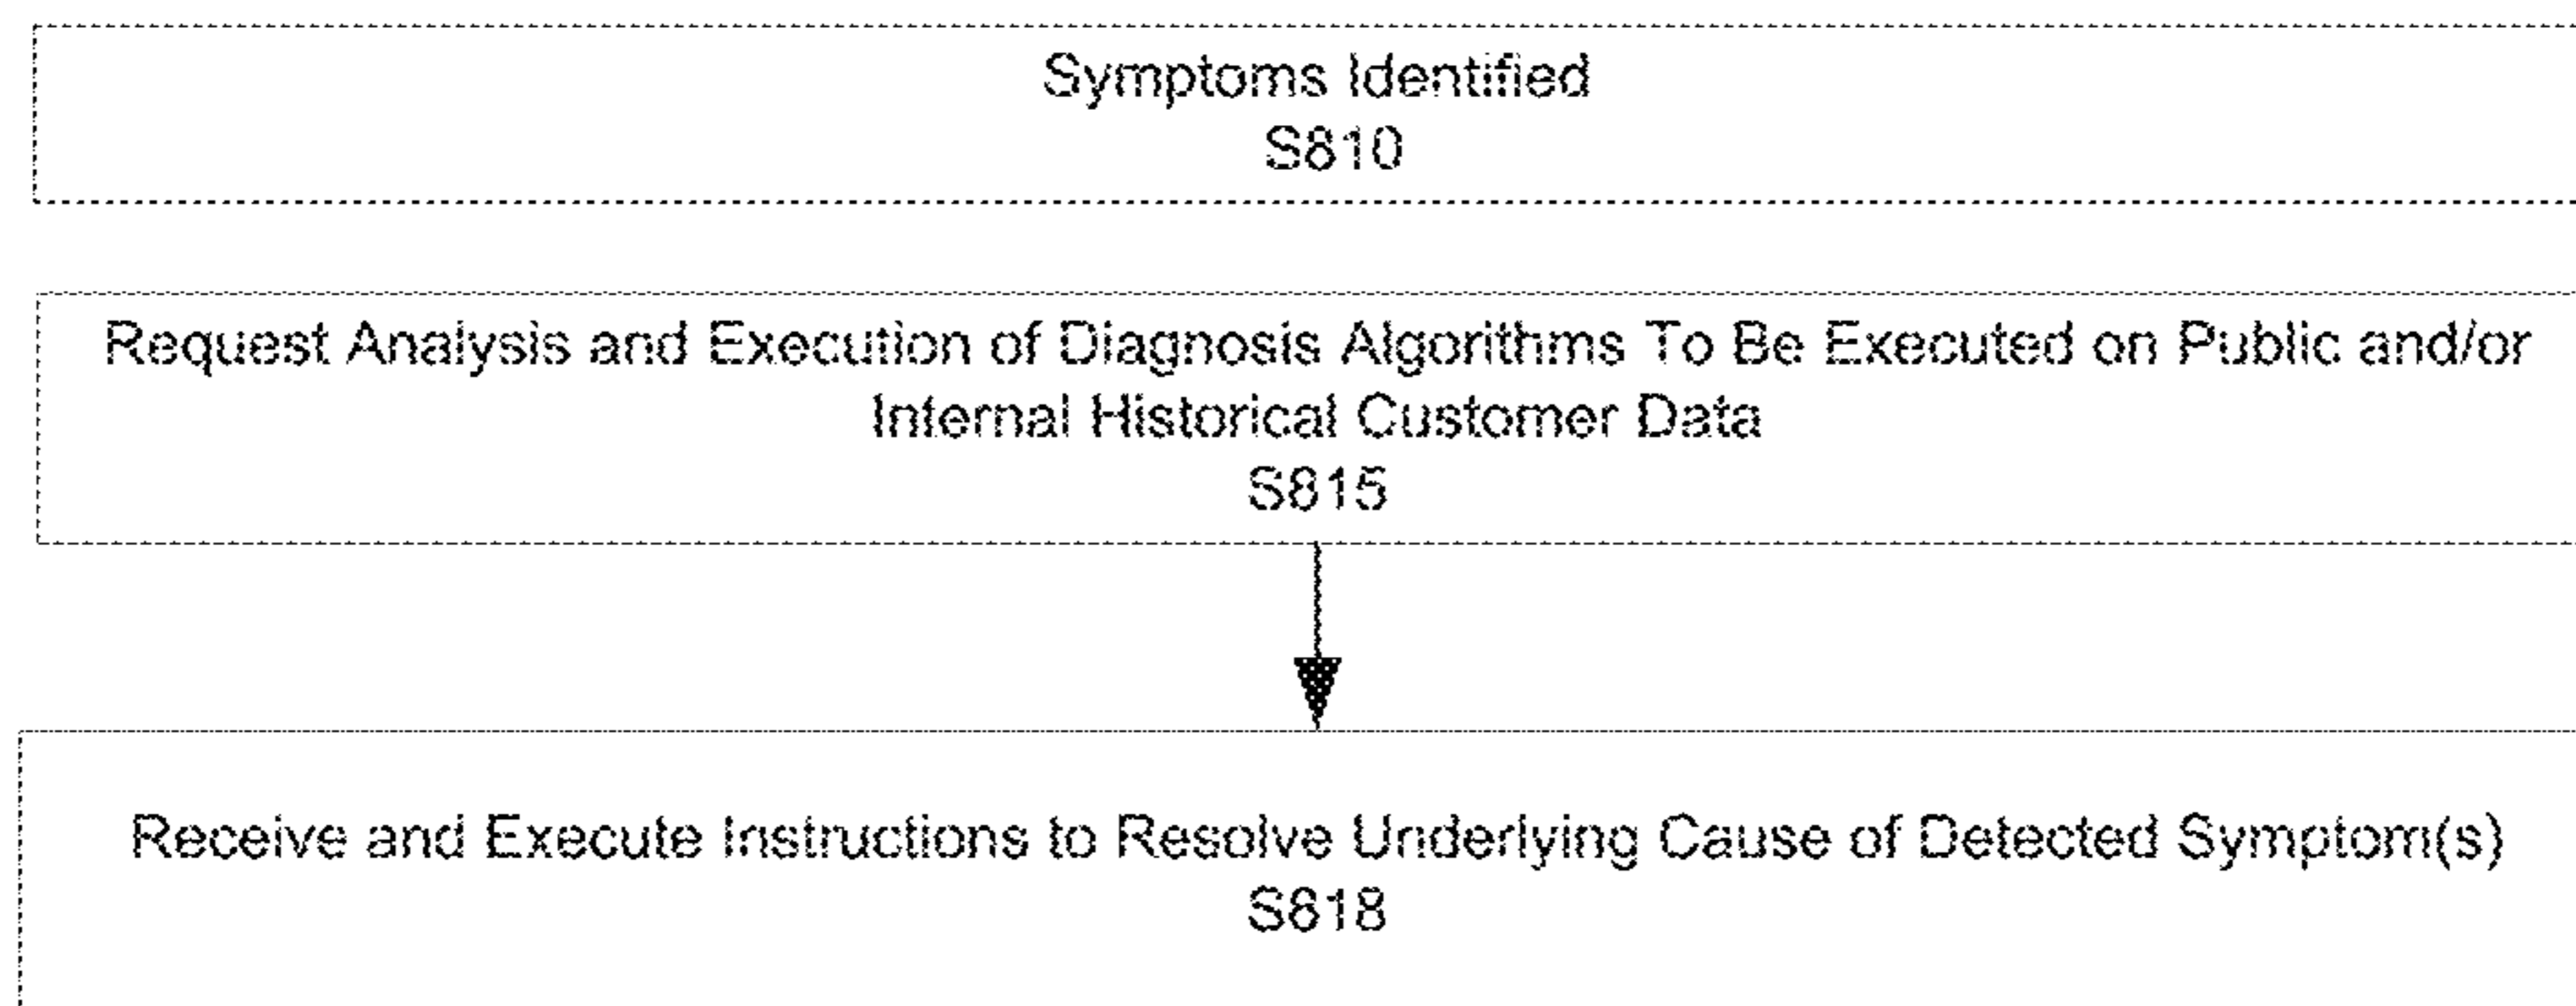 Symptoms Identified
S810
Request Analysis and Execution of Diagnosis Algorithms To Be Executed on Public and/or
Internal Historical Customer Data
S815
Receive and Execute Instructions to Resolve Underlying Cause of Detected Symptom(s)
S818